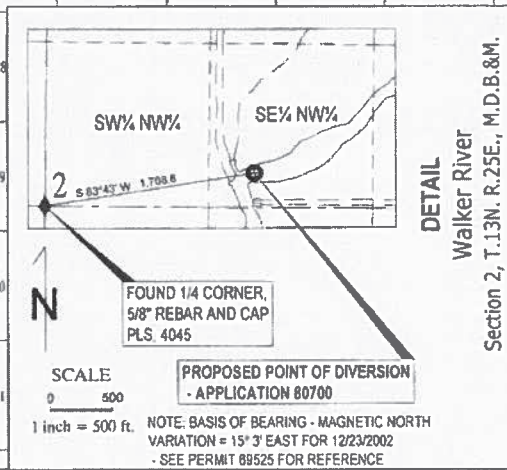 SW¼ NW¼
SE¼ NW¼
S 83°43' W 1,708.6
2
N
FOUND 1/4 CORNER,
5/8" REBAR AND CAP
PLS. 4045
PROPOSED POINT OF DIVERSION
- APPLICATION 80700
SCALE
0 500
1 inch = 500 ft.
NOTE: BASIS OF BEARING - MAGNETIC NORTH
VARIATION = 15° 3' EAST FOR 12/23/2002
- SEE PERMIT 69525 FOR REFERENCE
DETAIL
Walker River
Section 2, T.13N. R.25E., M.D.B.&M.